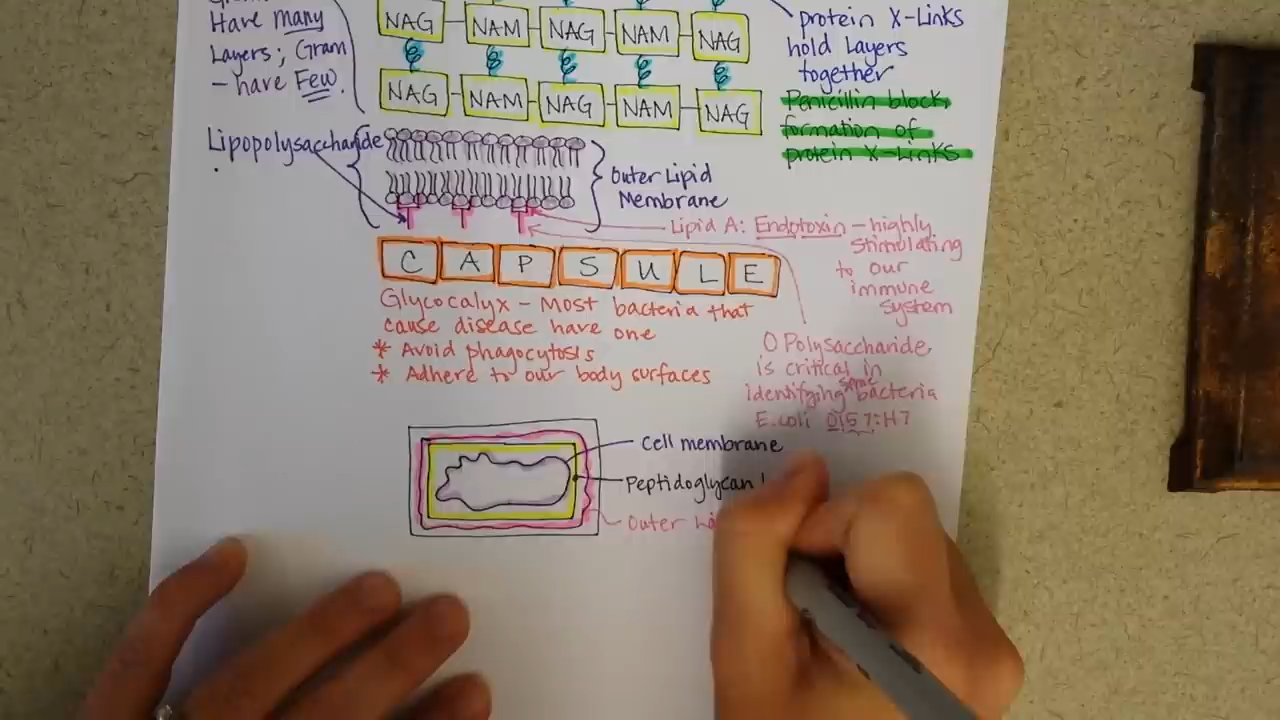 Have many
Layers; Gram
- have Few.
NAG NAM NAG NAM NAG
NAG NAM NAG NAM NAG
protein X-Links
hold Layers
together
Penicillin block
formation of
protein X-Links
Lipopolysaccharide
Outer Lipid
Membrane
Lipid A: Endotoxin - highly
stimulating
to our
immune
system
CAPSULE
Glycocalyx - Most bacteria that
cause disease have one
* Avoid phagocytosis
* Adhere to our body surfaces
O Polysaccharide
is critical in
identifying some bacteria
E.coli O157:H7
Cell membrane
Peptidoglycan
Outer